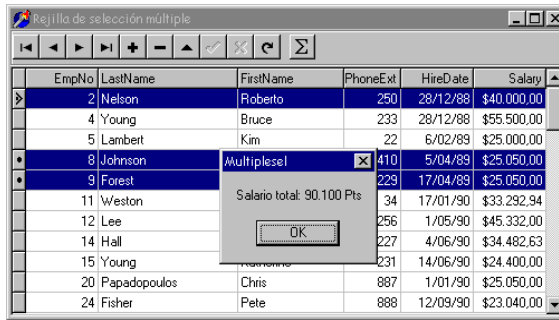 Rejilla de selección múltiple
Σ
EmpNo LastName FirstName PhoneExt HireDate Salary
2 Nelson Roberto 250 28/12/88 $40.000,00
4 Young Bruce 233 28/12/88 $55.500,00
5 Lambert Kim 22 6/02/89 $25.000,00
8 Johnson 410 5/04/89 $25.050,00
9 Forest 229 17/04/89 $25.050,00
11 Weston 34 17/01/90 $33.292,94
12 Lee 256 1/05/90 $45.332,00
14 Hall 227 4/06/90 $34.482,63
15 Young 231 14/06/90 $24.400,00
20 Papadopoulos Chris 887 1/01/90 $25.050,00
24 Fisher Pete 888 12/09/90 $23.040,00
Multiplesel
Salario total: 90.100 Pts
OK